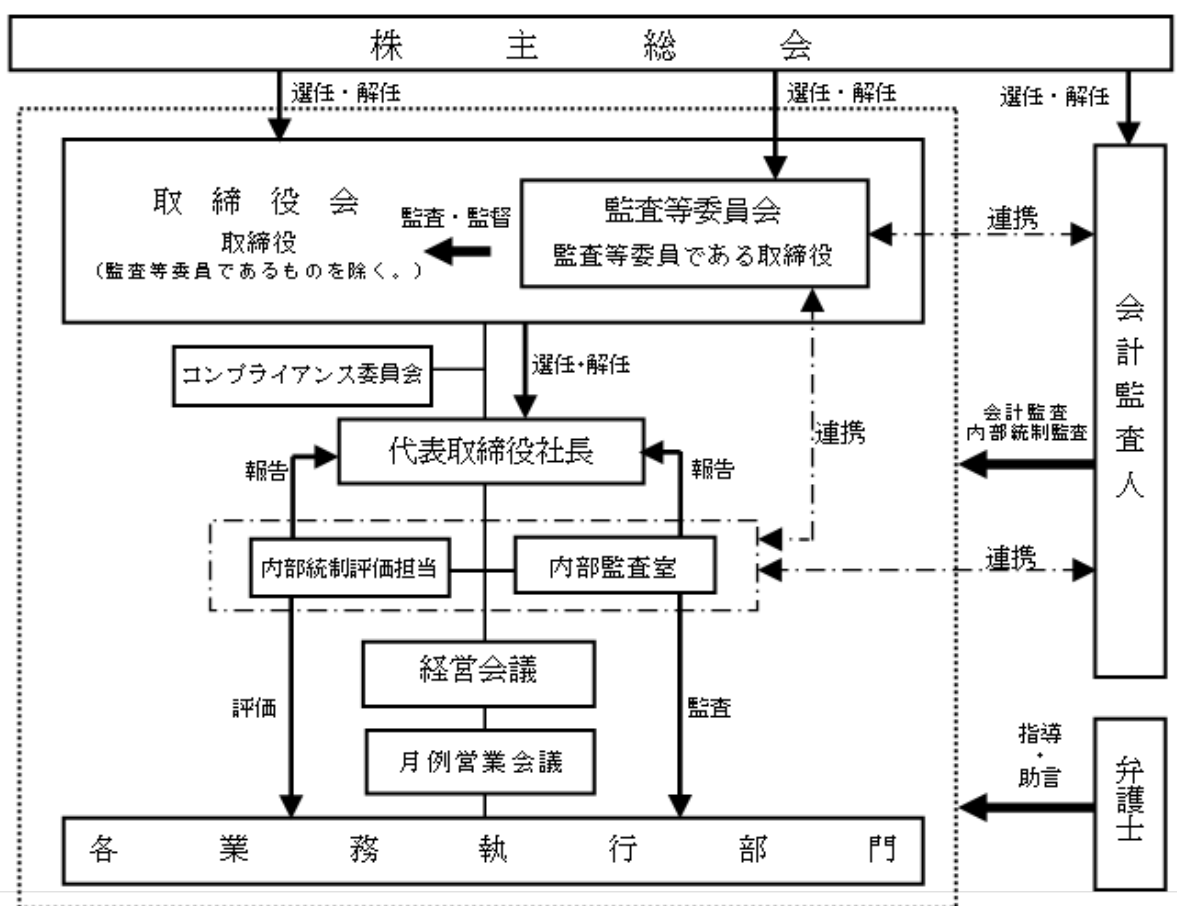 株主総会
選任・解任
選任・解任
選任・解任
取締役会
取締役
（監査等委員であるものを除く。）
監査・監督
監査等委員会
監査等委員である取締役
連携
会計監査人
コンプライアンス委員会
選任・解任
代表取締役社長
報告
報告
連携
会計監査
内部統制監査
内部統制評価担当
内部監査室
連携
経営会議
評価
監査
月例営業会議
指導
・
助言
弁護士
各業務執行部門